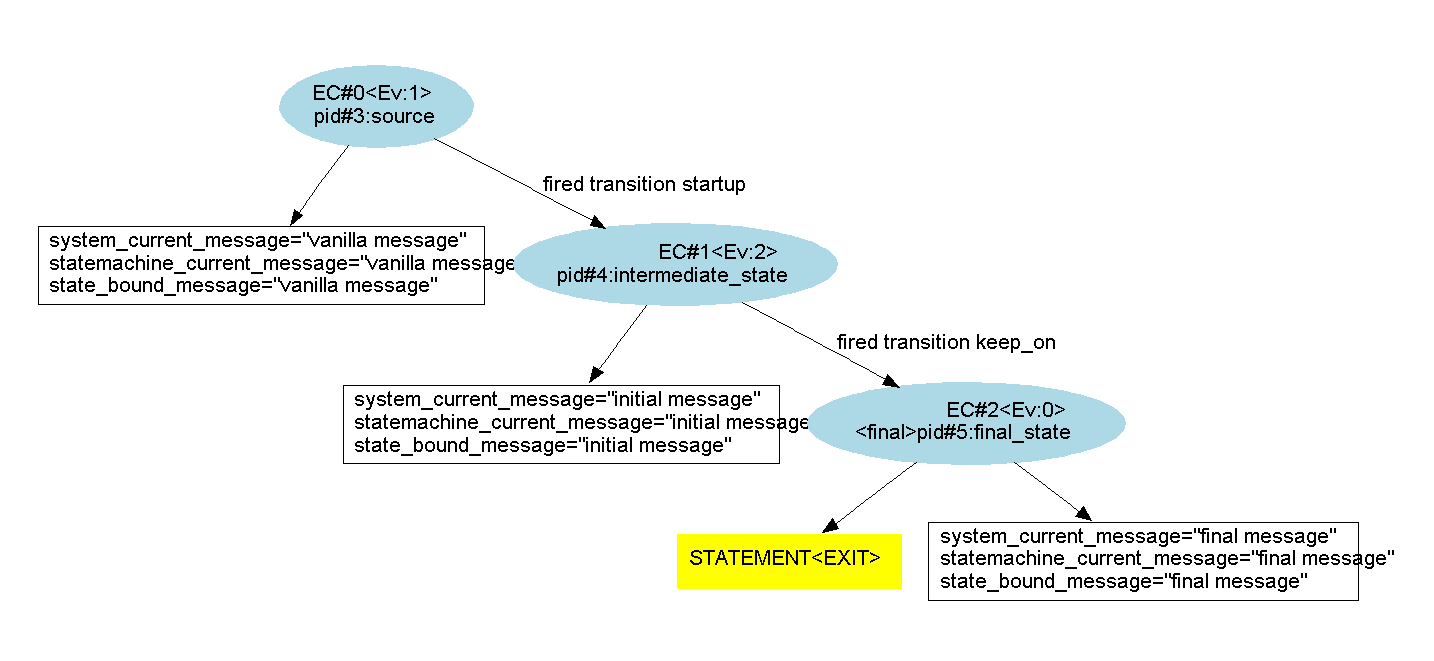 EC#0<Ev:1>
pid#3:source
fired transition startup
system_current_message="vanilla message"
statemachine_current_message="vanilla message
state_bound_message="vanilla message"
EC#1<Ev:2>
pid#4:intermediate_state
fired transition keep_on
system_current_message="initial message"
statemachine_current_message="initial message
state_bound_message="initial message"
EC#2<Ev:0>
<final>pid#5:final_state
STATEMENT<EXIT>
system_current_message="final message"
statemachine_current_message="final message"
state_bound_message="final message"